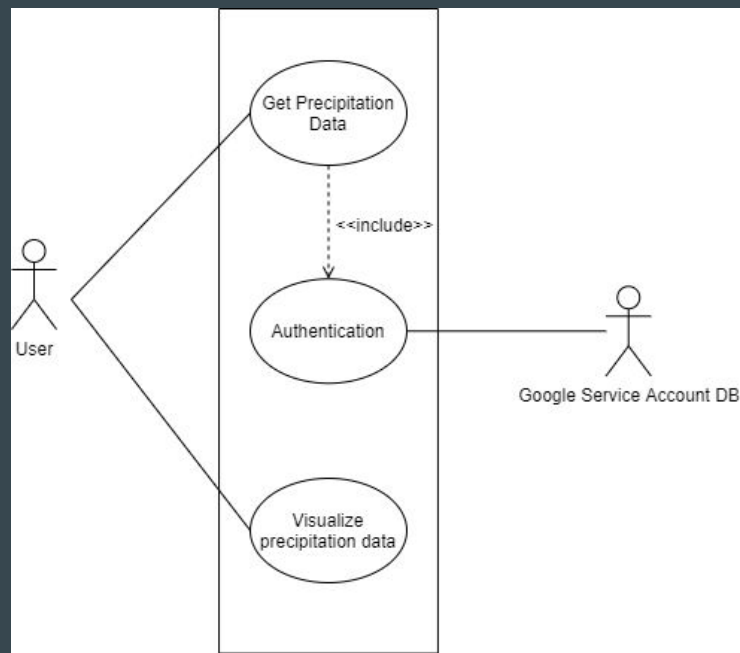 Get Precipitation
Data
<<include>>
Authentication
User
Google Service Account DB
Visualize
precipitation data